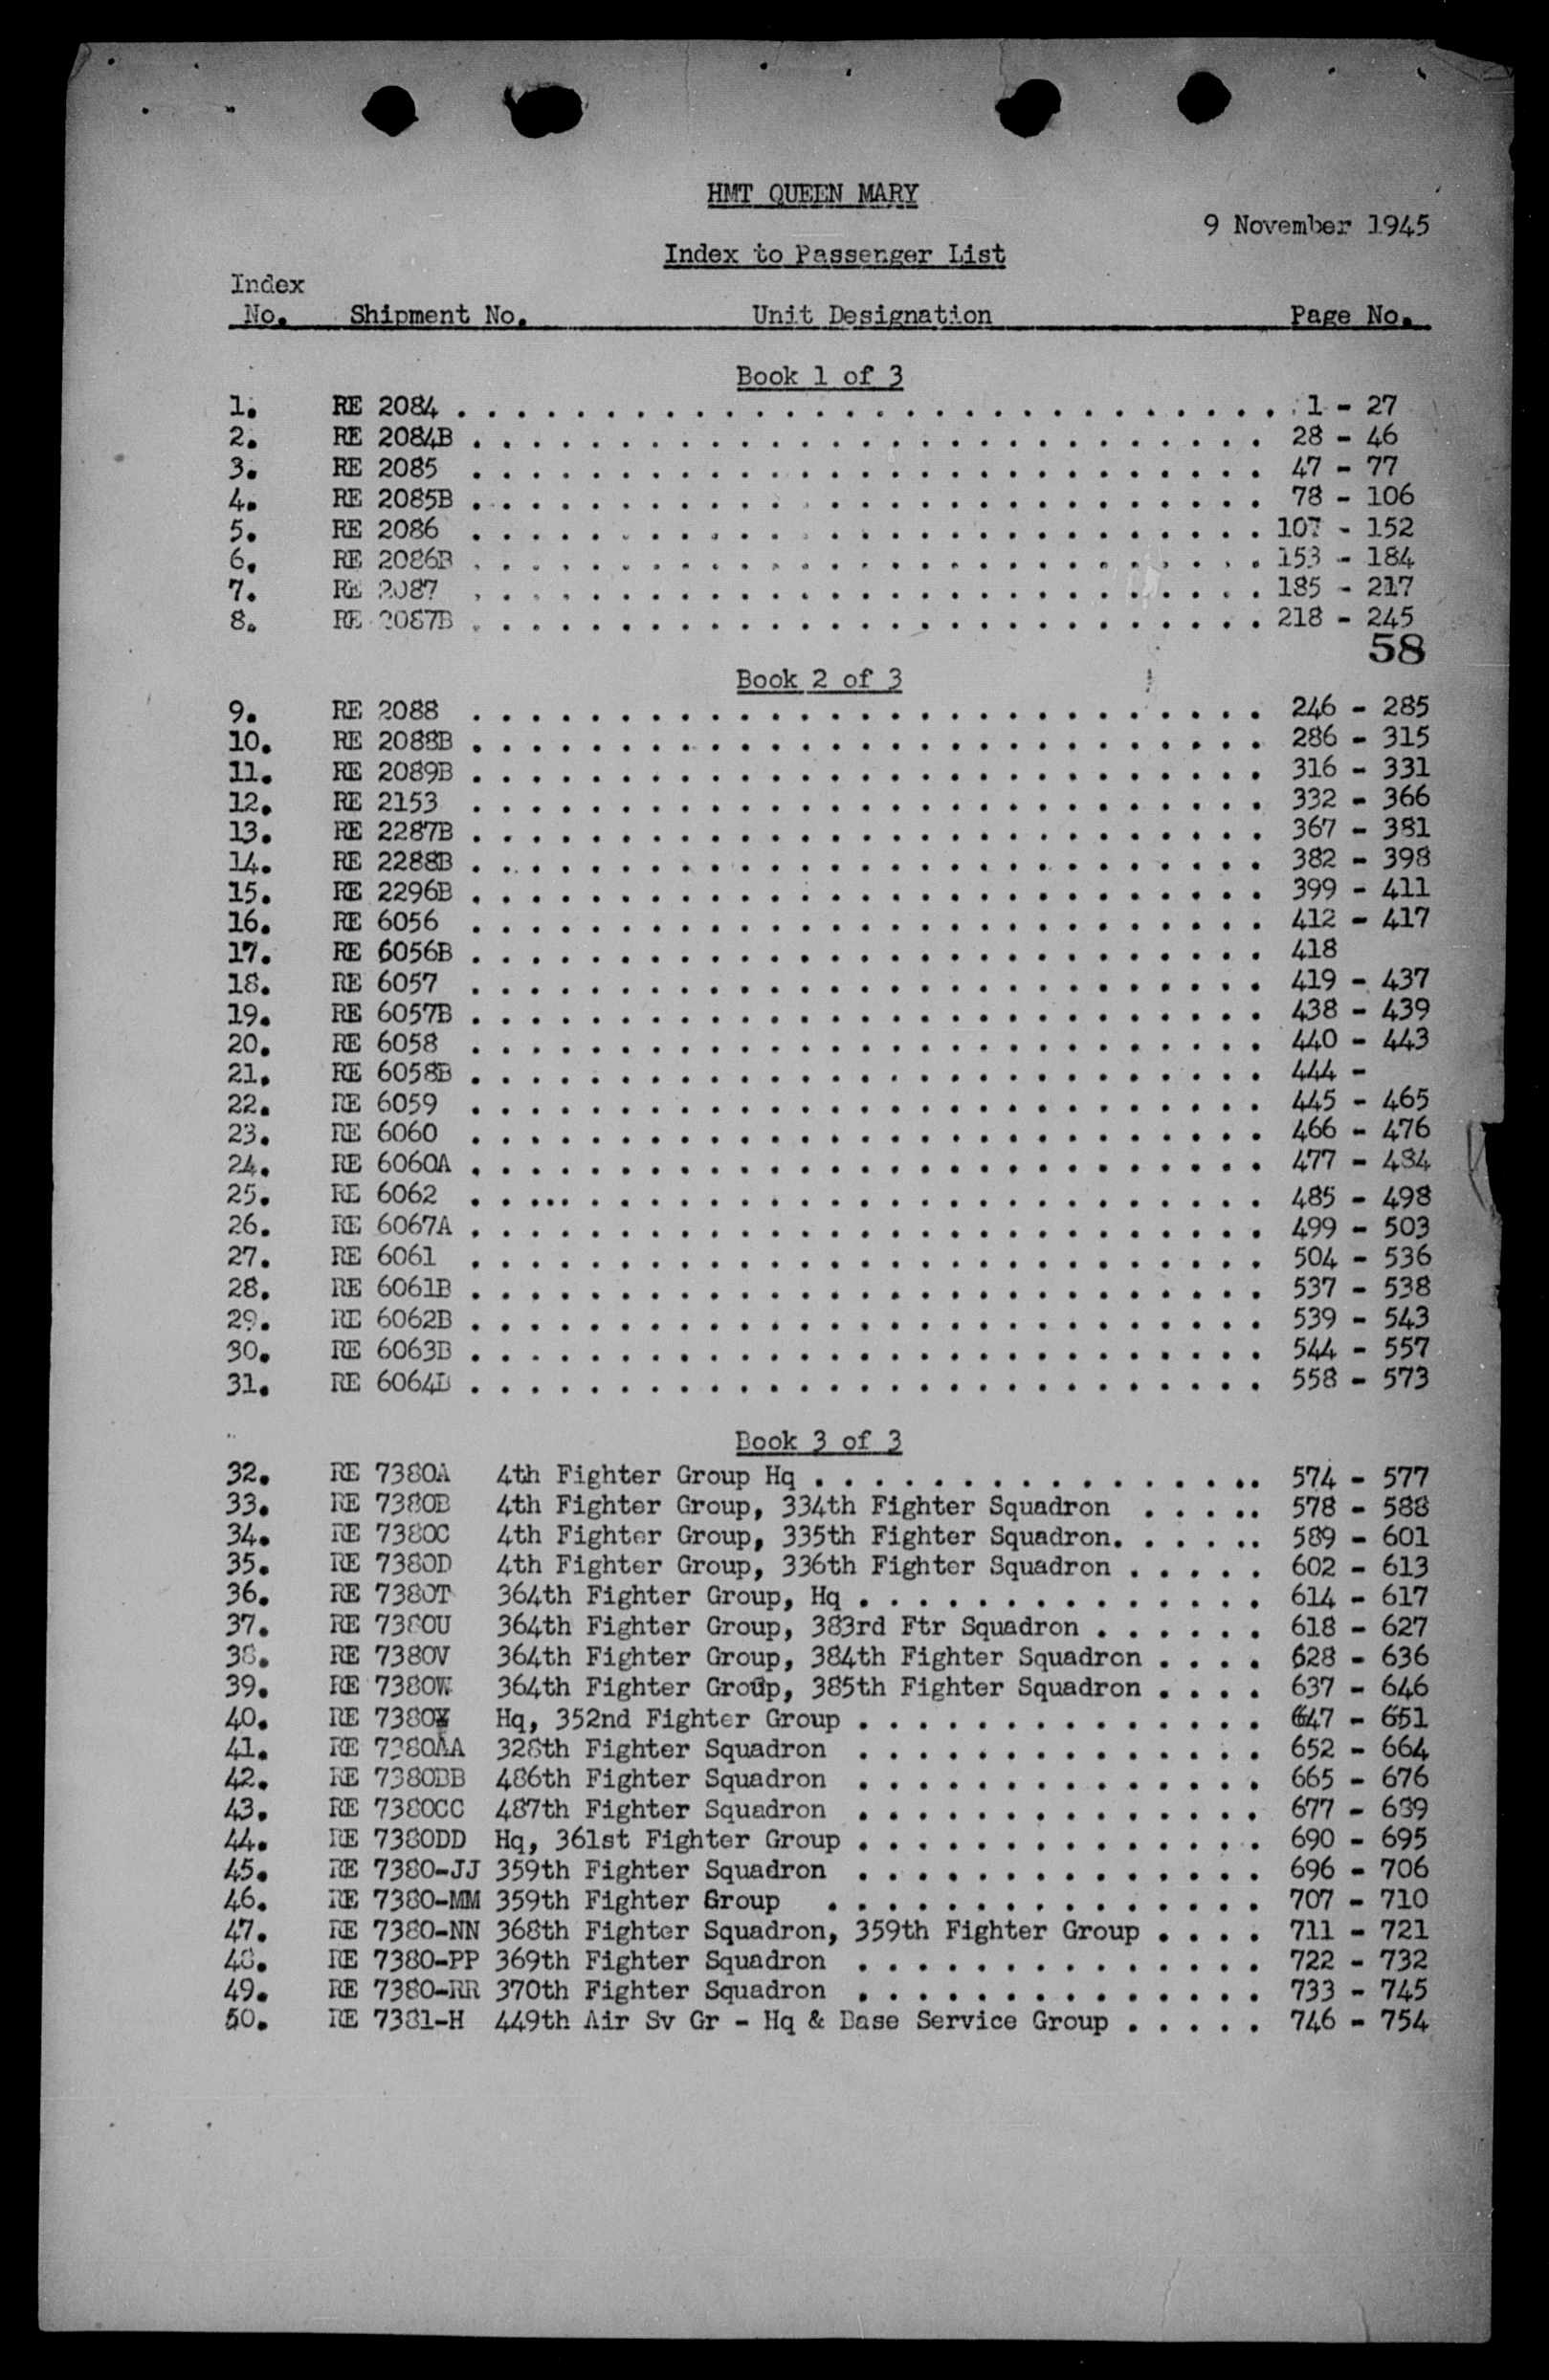 HMT QUEEN MARY
9 November 1945
Index to Passenger List
Index
No. Shipment No. Unit Designation Page No.
Book 1 of 3
1. RE 2084 . . . . . . . . . . . . . . . . . . . . . . . . . . . . 1 - 27
2. RE 2084B . . . . . . . . . . . . . . . . . . . . . . . . . . . 28 - 46
3. RE 2085 . . . . . . . . . . . . . . . . . . . . . . . . . . . 47 - 77
4. RE 2085B . . . . . . . . . . . . . . . . . . . . . . . . . . . 78 - 106
5. RE 2086 . . . . . . . . . . . . . . . . . . . . . . . . . . . 107 - 152
6. RE 2086B . . . . . . . . . . . . . . . . . . . . . . . . . . . 153 - 184
7. RE 2087 . . . . . . . . . . . . . . . . . . . . . . . . . . . 185 - 217
8. RE 2087B . . . . . . . . . . . . . . . . . . . . . . . . . . . 218 - 245
58
Book 2 of 3
9. RE 2088 . . . . . . . . . . . . . . . . . . . . . . . . . . . 246 - 285
10. RE 2088B . . . . . . . . . . . . . . . . . . . . . . . . . . . 286 - 315
11. RE 2089B . . . . . . . . . . . . . . . . . . . . . . . . . . . 316 - 331
12. RE 2153 . . . . . . . . . . . . . . . . . . . . . . . . . . . 332 - 366
13. RE 2287B . . . . . . . . . . . . . . . . . . . . . . . . . . . 367 - 381
14. RE 2288B . . . . . . . . . . . . . . . . . . . . . . . . . . . 382 - 398
15. RE 2296B . . . . . . . . . . . . . . . . . . . . . . . . . . . 399 - 411
16. RE 6056 . . . . . . . . . . . . . . . . . . . . . . . . . . . 412 - 417
17. RE 6056B . . . . . . . . . . . . . . . . . . . . . . . . . . . 418
18. RE 6057 . . . . . . . . . . . . . . . . . . . . . . . . . . . 419 - 437
19. RE 6057B . . . . . . . . . . . . . . . . . . . . . . . . . . . 438 - 439
20. RE 6058 . . . . . . . . . . . . . . . . . . . . . . . . . . . 440 - 443
21. RE 6058B . . . . . . . . . . . . . . . . . . . . . . . . . . . 444 -
22. RE 6059 . . . . . . . . . . . . . . . . . . . . . . . . . . . 445 - 465
23. RE 6060 . . . . . . . . . . . . . . . . . . . . . . . . . . . 466 - 476
24. RE 6060A . . . . . . . . . . . . . . . . . . . . . . . . . . . 477 - 484
25. RE 6062 . . .... . . . . . . . . . . . . . . . . . . . . . . . 485 - 498
26. RE 6067A . . . . . . . . . . . . . . . . . . . . . . . . . . . 499 - 503
27. RE 6061 . . . . . . . . . . . . . . . . . . . . . . . . . . . 504 - 536
28. RE 6061B . . . . . . . . . . . . . . . . . . . . . . . . . . . 537 - 538
29. RE 6062B . . . . . . . . . . . . . . . . . . . . . . . . . . . 539 - 543
30. RE 6063B . . . . . . . . . . . . . . . . . . . . . . . . . . . 544 - 557
31. RE 6064B . . . . . . . . . . . . . . . . . . . . . . . . . . . 558 - 573
Book 3 of 3
32. RE 7380A 4th Fighter Group Hq . . . . . . . . . . . . . . . .. 574 - 577
33. RE 7380B 4th Fighter Group, 334th Fighter Squadron . . . .. 578 - 588
34. RE 7380C 4th Fighter Group, 335th Fighter Squadron. . . . .. 589 - 601
35. RE 7380D 4th Fighter Group, 336th Fighter Squadron . . . . . 602 - 613
36. RE 7380T 364th Fighter Group, Hq . . . . . . . . . . . . . . 614 - 617
37. RE 7380U 364th Fighter Group, 383rd Ftr Squadron . . . . . . 618 - 627
38. RE 7380V 364th Fighter Group, 384th Fighter Squadron . . . . 628 - 636
39. RE 7380W 364th Fighter Group, 385th Fighter Squadron . . . . 637 - 646
40. RE 7380Y Hq, 352nd Fighter Group . . . . . . . . . . . . . . 647 - 651
41. RE 7380AA 328th Fighter Squadron . . . . . . . . . . . . . . 652 - 664
42. RE 7380BB 486th Fighter Squadron . . . . . . . . . . . . . . 665 - 676
43. RE 7380CC 487th Fighter Squadron . . . . . . . . . . . . . . 677 - 689
44. RE 7380DD Hq, 361st Fighter Group . . . . . . . . . . . . . . 690 - 695
45. RE 7380-JJ 359th Fighter Squadron . . . . . . . . . . . . . . 696 - 706
46. RE 7380-MM 359th Fighter Group . . . . . . . . . . . . . . . 707 - 710
47. RE 7380-NN 368th Fighter Squadron, 359th Fighter Group . . . . 711 - 721
48. RE 7380-PP 369th Fighter Squadron . . . . . . . . . . . . . . 722 - 732
49. RE 7380-RR 370th Fighter Squadron . . . . . . . . . . . . . . 733 - 745
50. RE 7381-H 449th Air Sv Gr - Hq & Base Service Group . . . . . 746 - 754